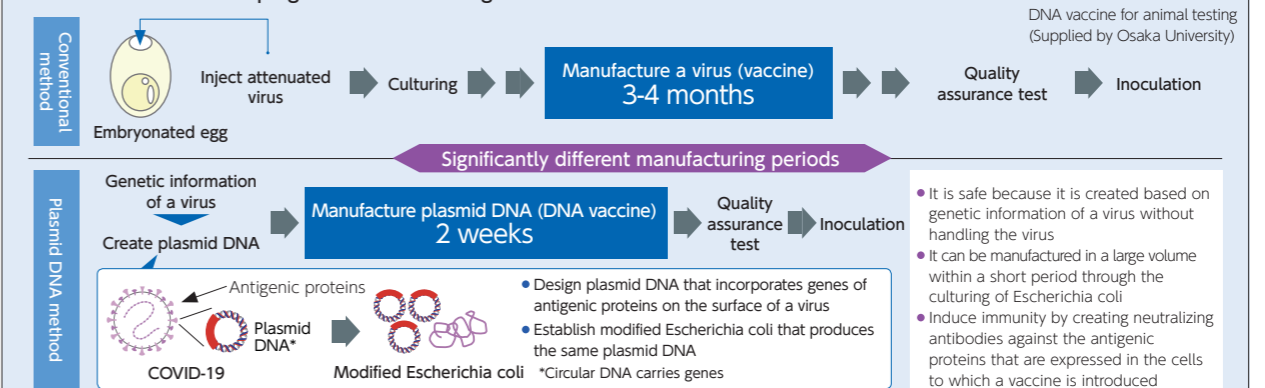 DNA vaccine for animal testing
(Supplied by Osaka University)
Conventional
method
Embryonated egg
Inject attenuated
virus
Culturing
Manufacture a virus (vaccine)
3-4 months
Quality
assurance test
Inoculation
Significantly different manufacturing periods
Plasmid DNA method
Genetic information
of a virus
Create plasmid DNA
Manufacture plasmid DNA (DNA vaccine)
2 weeks
Quality
assurance
test
Inoculation
Antigenic proteins
Plasmid
DNA*
COVID-19
Modified Escherichia coli
• Design plasmid DNA that incorporates genes of
antigenic proteins on the surface of a virus
• Establish modified Escherichia coli that produces
the same plasmid DNA
*Circular DNA carries genes
• It is safe because it is created based on
genetic information of a virus without
handling the virus
• It can be manufactured in a large volume
within a short period through the
culturing of Escherichia coli
• Induce immunity by creating neutralizing
antibodies against the antigenic
proteins that are expressed in the cells
to which a vaccine is introduced